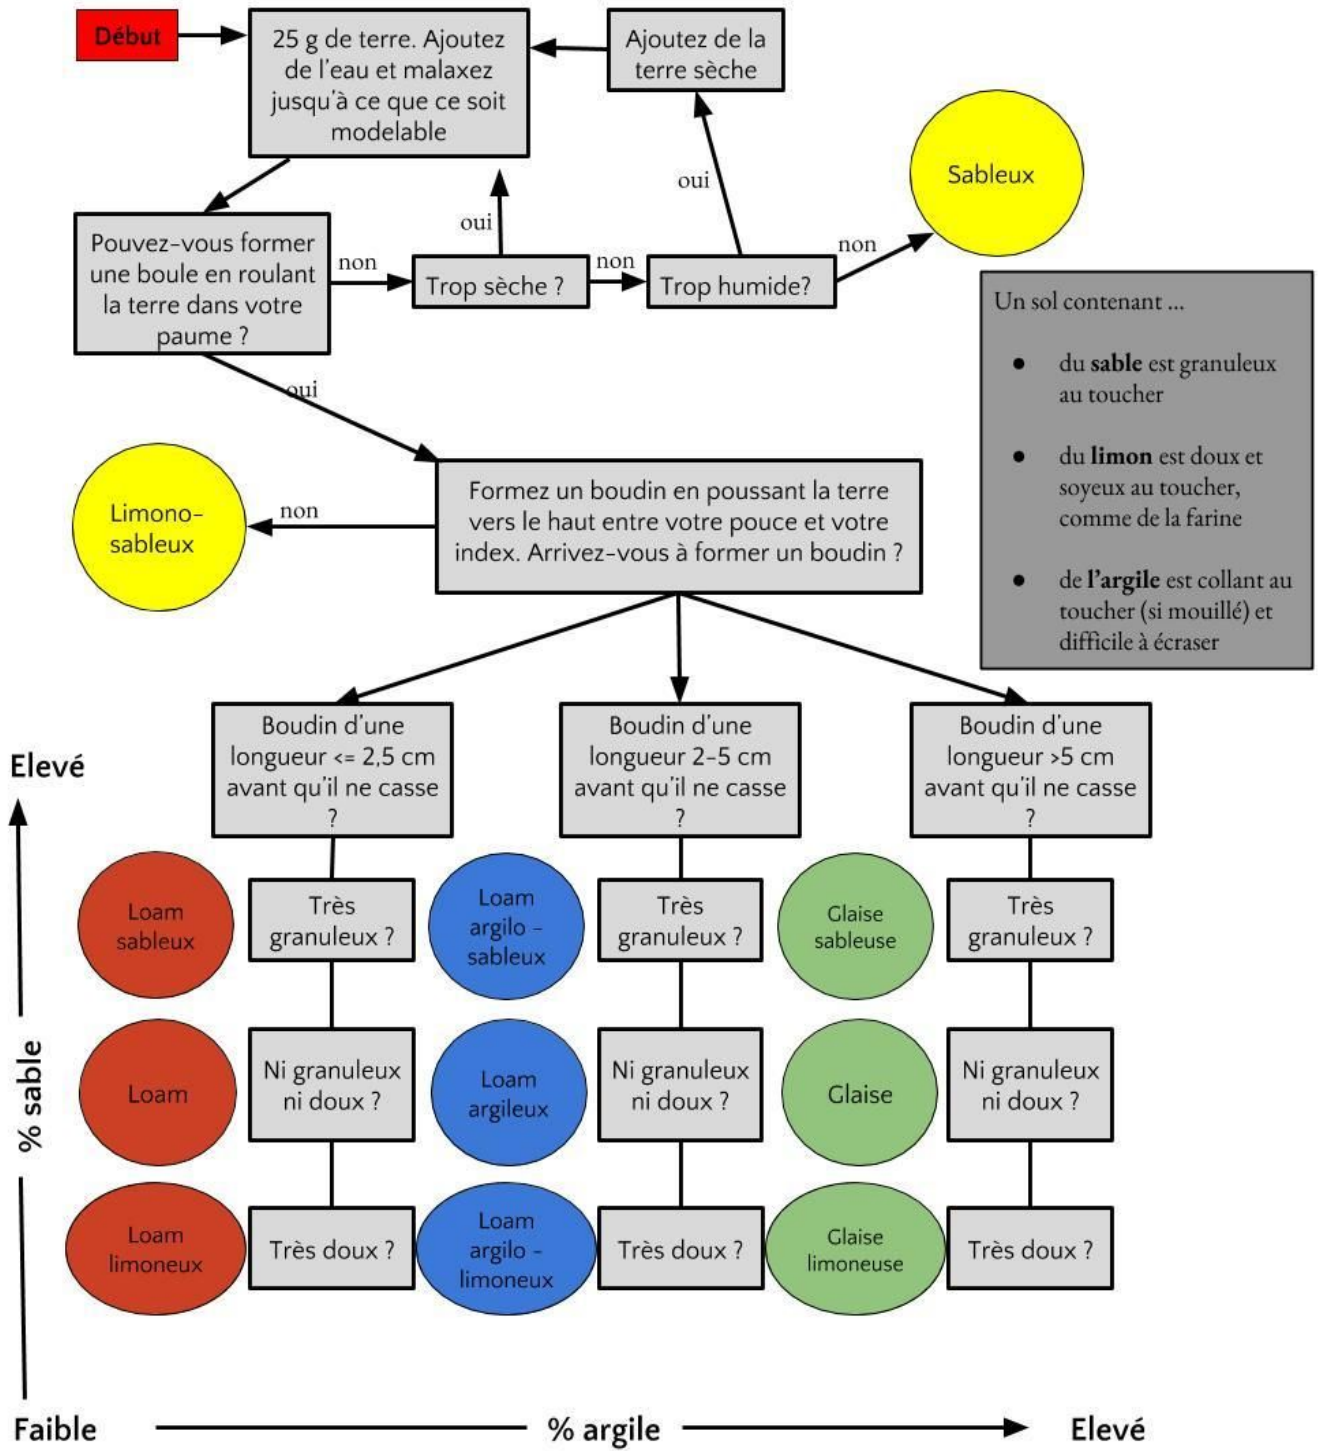 Début
25 g de terre. Ajoutez
de l'eau et malaxez
jusqu'à ce que ce soit
modelable
Ajoutez de la
terre sèche
Sableux
oui
oui
Pouvez-vous former
une boule en roulant
la terre dans votre
paume ?
non
Trop sèche ?
non
Trop humide?
non
Un sol contenant ...
● du sable est granuleux
au toucher
● du limon est doux et
soyeux au toucher,
comme de la farine
● de l’argile est collant au
toucher (si mouillé) et
difficile à écraser
oui
Limono-
sableux
non
Formez un boudin en poussant la terre
vers le haut entre votre pouce et votre
index. Arrivez-vous à former un boudin ?
Boudin d'une
longueur <= 2,5 cm
avant qu'il ne casse
?
Boudin d'une
longueur 2-5 cm
avant qu'il ne casse
?
Boudin d'une
longueur >5 cm
avant qu'il ne casse
?
Elevé
Loam
sableux
Très
granuleux ?
Loam
argilo -
sableux
Très
granuleux ?
Glaise
sableuse
Très
granuleux ?
% sable
Loam
Ni granuleux
ni doux ?
Loam
argileux
Ni granuleux
ni doux ?
Glaise
Ni granuleux
ni doux ?
Loam
limoneux
Très doux ?
Loam
argilo -
limoneux
Très doux ?
Glaise
limoneuse
Très doux ?
Faible
% argile
Elevé